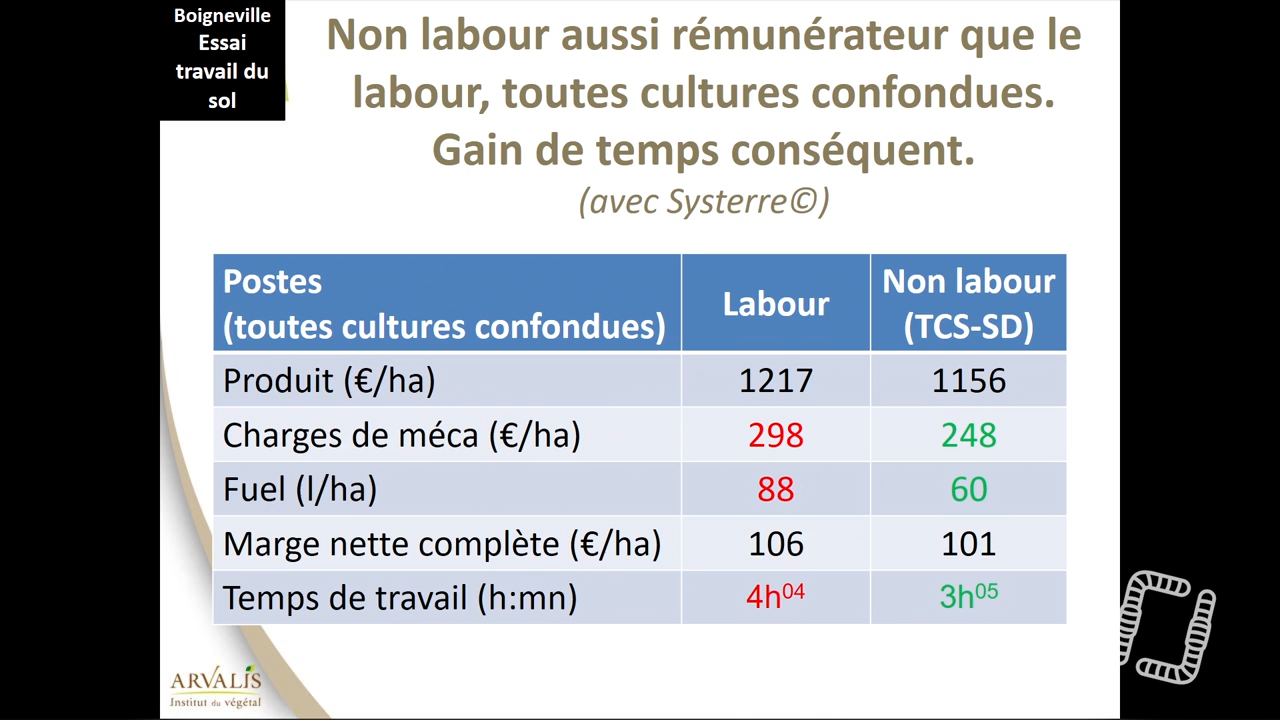 Boigneville
Essai
travail du
sol
Non labour aussi rémunérateur que le
labour, toutes cultures confondues.
Gain de temps conséquent.
(avec Systerre©)
Postes
(toutes cultures confondues)
Labour
Non labour
(TCS-SD)
Produit (€/ha) 1217 1156
Charges de méca (€/ha) 298 248
Fuel (l/ha) 88 60
Marge nette complète (€/ha) 106 101
Temps de travail (h:mn) 4h04 3h05
ARVALIS
Institut du végétal